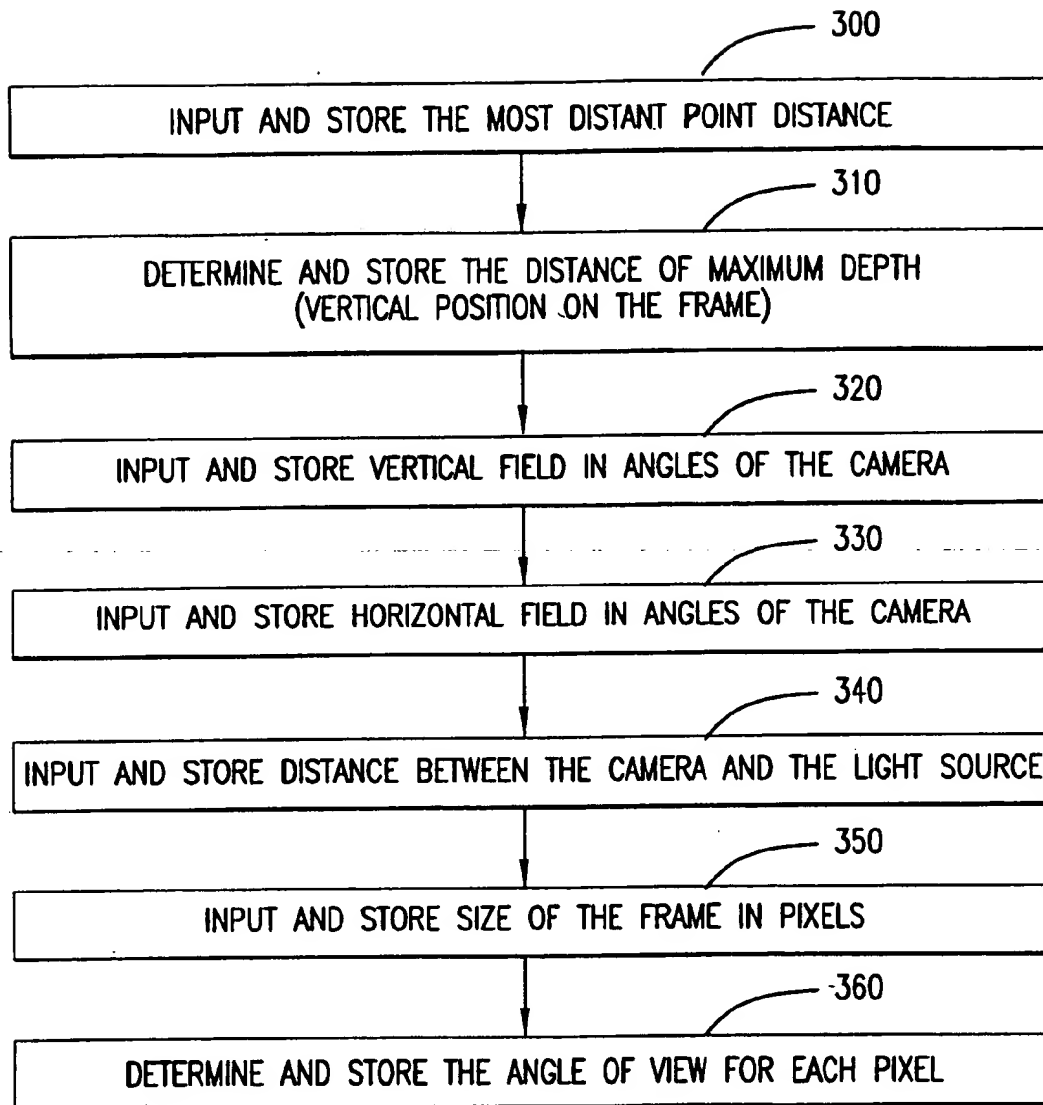 300
INPUT AND STORE THE MOST DISTANT POINT DISTANCE
310
DETERMINE AND STORE THE DISTANCE OF MAXIMUM DEPTH
(VERTICAL POSITION ON THE FRAME)
320
INPUT AND STORE VERTICAL FIELD IN ANGLES OF THE CAMERA
330
INPUT AND STORE HORIZONTAL FIELD IN ANGLES OF THE CAMERA
340
INPUT AND STORE DISTANCE BETWEEN THE CAMERA AND THE LIGHT SOURCE
350
INPUT AND STORE SIZE OF THE FRAME IN PIXELS
360
DETERMINE AND STORE THE ANGLE OF VIEW FOR EACH PIXEL